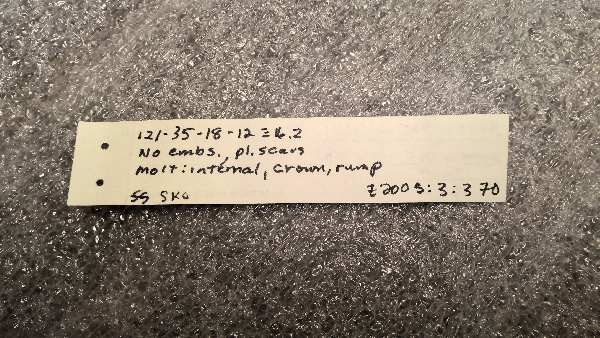 121-35-18-12≡16.2
No embs., pl. scars
molt: internal, crown, rump
SS SKO
Z2003:3:370